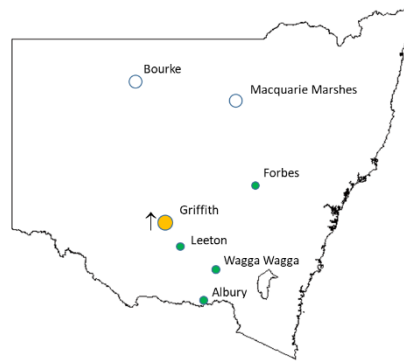 Bourke
Macquarie Marshes
Forbes
Griffith
Leeton
Wagga Wagga
Albury